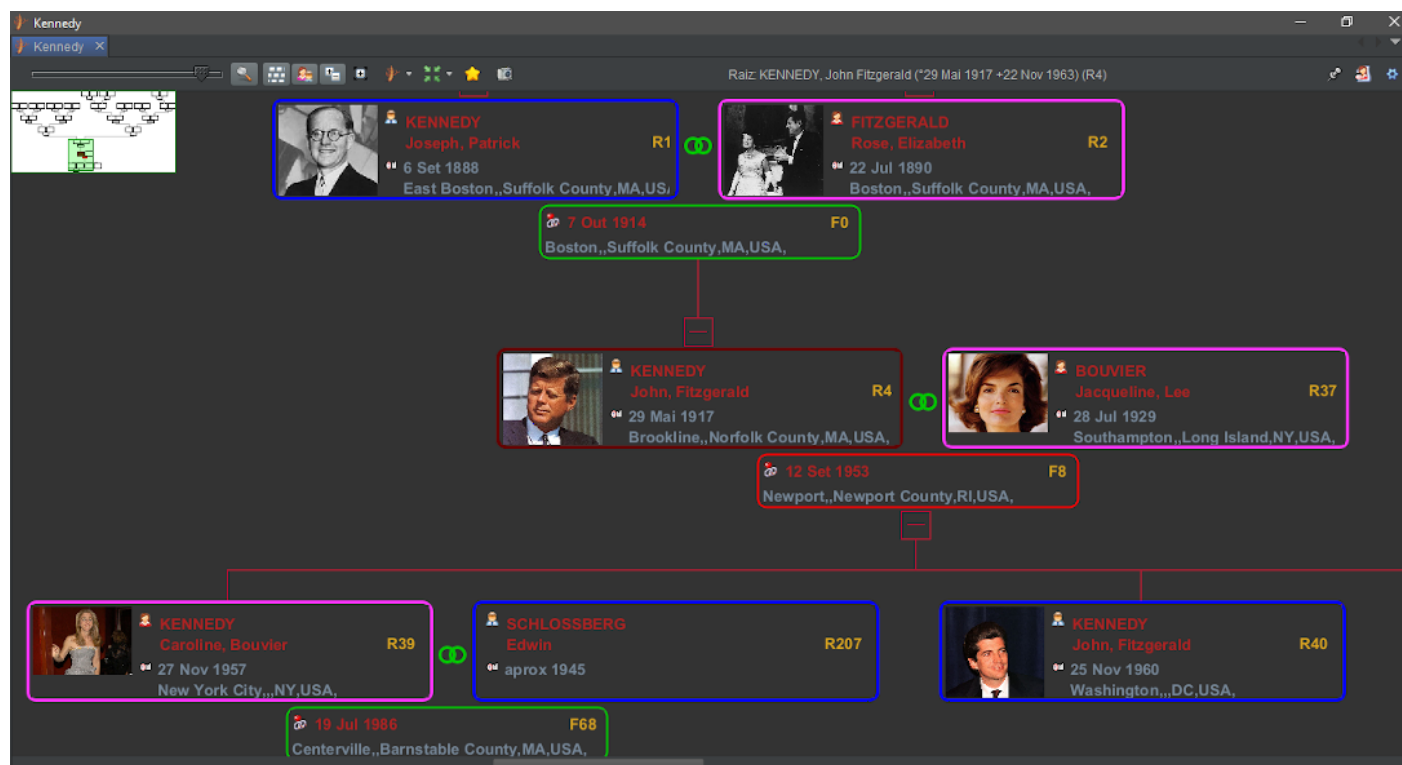 Kennedy
Kennedy
Raiz: KENNEDY, John Fitzgerald (*29 Mai 1917 +22 Nov 1963) (R4)
KENNEDY
Joseph, Patrick
R1
6 Set 1888
East Boston,,Suffolk County,MA,US
FITZGERALD
Rose, Elizabeth
R2
22 Jul 1890
Boston,,Suffolk County,MA,USA,
7 Out 1914
F0
Boston,,Suffolk County,MA,USA,
KENNEDY
John, Fitzgerald
R4
29 Mai 1917
Brookline,,Norfolk County,MA,USA,
BOUVIER
Jacqueline, Lee
R37
28 Jul 1929
Southampton,,Long Island,NY,USA,
12 Set 1953
F8
Newport,,Newport County,RI,USA,
KENNEDY
Caroline, Bouvier
R39
27 Nov 1957
New York City,,,NY,USA,
SCHLOSSBERG
Edwin
R207
aprox 1945
KENNEDY
John, Fitzgerald
R40
25 Nov 1960
Washington,,,DC,USA,
19 Jul 1986
F68
Centerville,,Barnstable County,MA,USA,